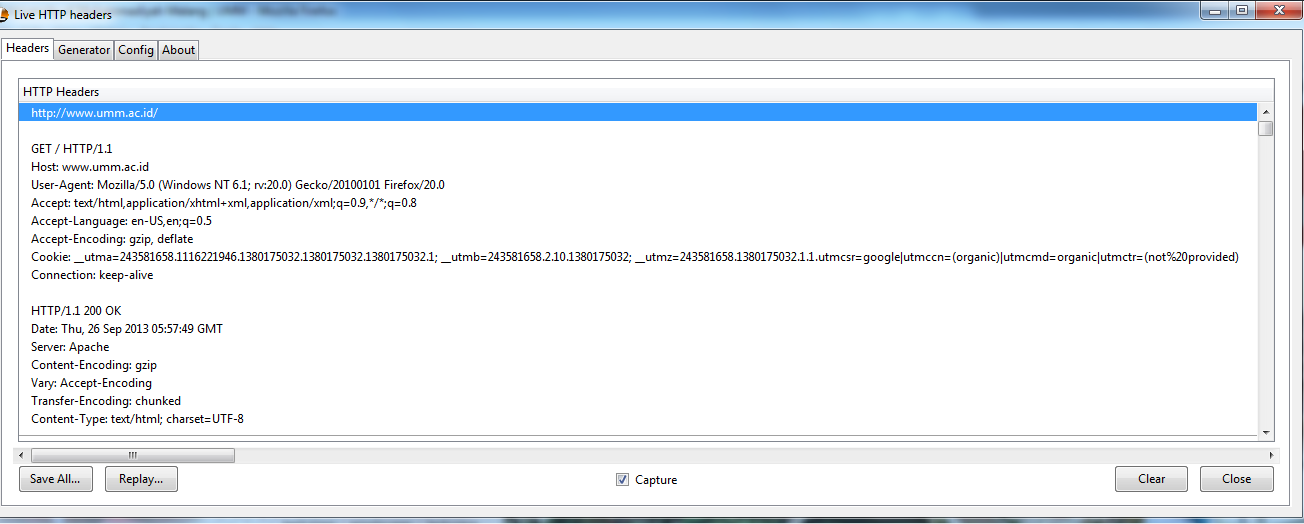 Live HTTP headers
Headers Generator Config About
HTTP Headers
http://www.umm.ac.id/
GET / HTTP/1.1
Host: www.umm.ac.id
User-Agent: Mozilla/5.0 (Windows NT 6.1; rv:20.0) Gecko/20100101 Firefox/20.0
Accept: text/html,application/xhtml+xml,application/xml;q=0.9,*/*;q=0.8
Accept-Language: en-US,en;q=0.5
Accept-Encoding: gzip, deflate
Cookie: __utma=243581658.1116221946.1380175032.1380175032.1380175032.1; __utmb=243581658.2.10.1380175032; __utmz=243581658.1380175032.1.1.utmcsr=google|utmccn=(organic)|utmcmd=organic|utmctr=(not%20provided)
Connection: keep-alive
HTTP/1.1 200 OK
Date: Thu, 26 Sep 2013 05:57:49 GMT
Server: Apache
Content-Encoding: gzip
Vary: Accept-Encoding
Transfer-Encoding: chunked
Content-Type: text/html; charset=UTF-8
Save All... Replay... Capture Clear Close